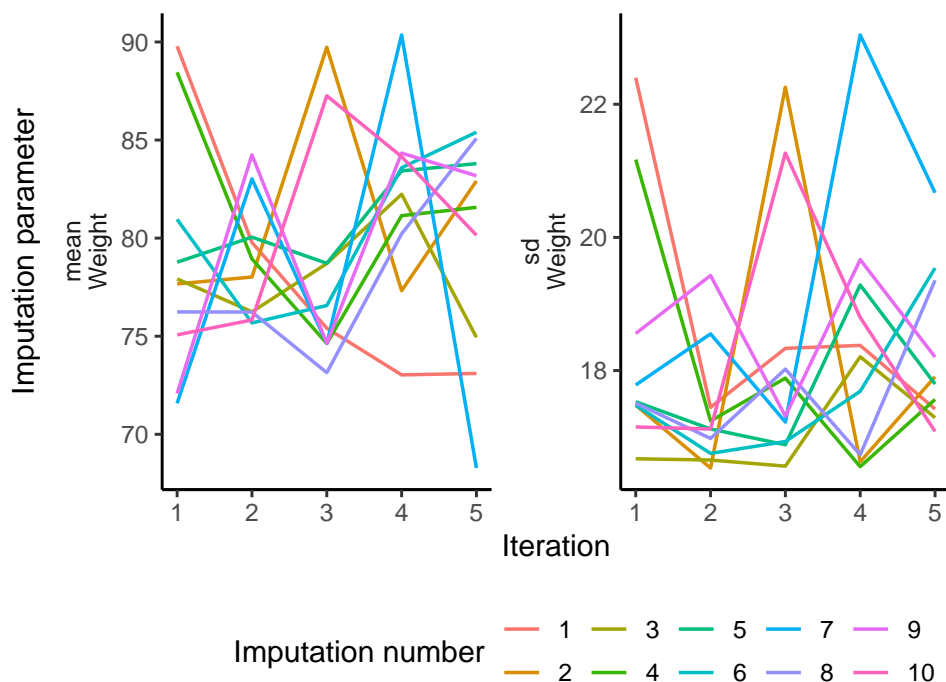 Imputation parameter
mean
Weight
90
85
80
75
70
1 2 3 4 5
sd
Weight
22
20
18
1 2 3 4 5
Iteration
Imputation number
1 3 5 7 9
2 4 6 8 10